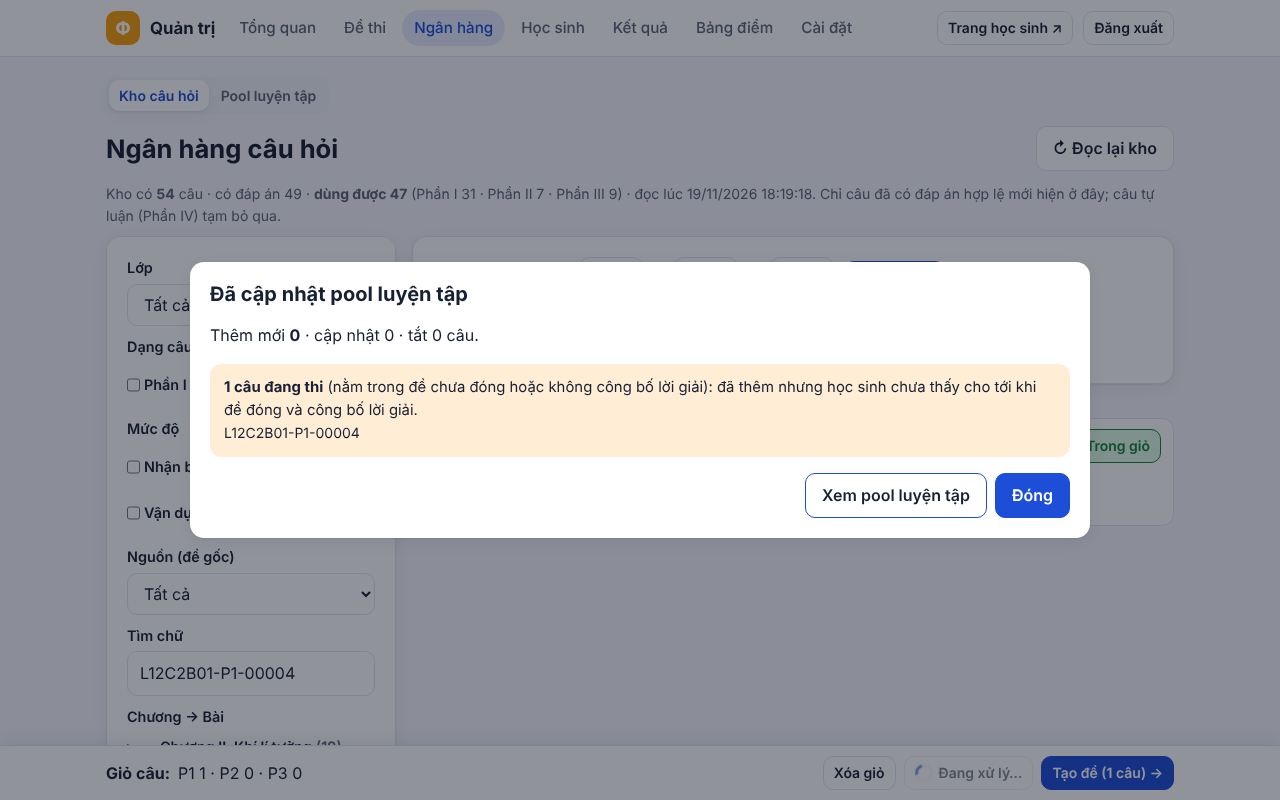 Φ Quản trị Tổng quan Đề thi Ngân hàng Học sinh Kết quả Bảng điểm Cài đặt Trang học sinh ↗ Đăng xuất
Kho câu hỏi Pool luyện tập
Ngân hàng câu hỏi ↻ Đọc lại kho
Kho có 54 câu · có đáp án 49 · dùng được 47 (Phần I 31 · Phần II 7 · Phần III 9) · đọc lúc 19/11/2026 18:19:18. Chỉ câu đã có đáp án hợp lệ mới hiện ở đây; câu tự
luận (Phần IV) tạm bỏ qua.
Lớp
Tất cả
Đã cập nhật pool luyện tập
Thêm mới 0 · cập nhật 0 · tắt 0 câu.
Dạng câu
Phần I
1 câu đang thi (nằm trong đề chưa đóng hoặc không công bố lời giải): đã thêm nhưng học sinh chưa thấy cho tới khi
đề đóng và công bố lời giải.
L12C2B01-P1-00004
Mức độ
Trong giỏ
Nhận b
Xem pool luyện tập Đóng
Vận dụ
Nguồn (đề gốc)
Tất cả
Tìm chữ
L12C2B01-P1-00004
Chương → Bài
Chương II. Khí lí tưởng (19)
Giỏ câu: P1 1 · P2 0 · P3 0 Xóa giỏ Đang xử lý... Tạo đề (1 câu) →